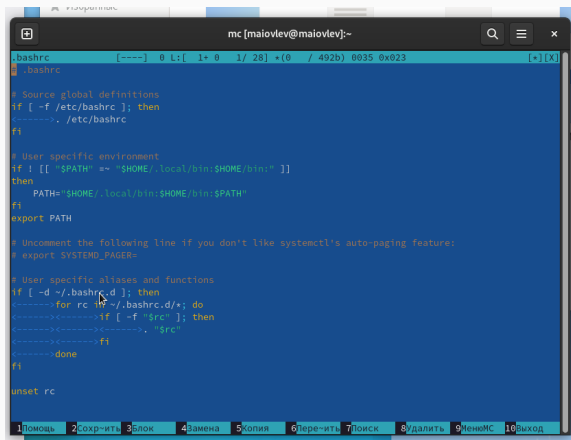 Избранные
mc [maiovlev@maiovlev]:~
.bashrc [----] 0 L:[ 1+ 0 1/ 28] *(0 / 492b) 0035 0x023 [*][X]
# .bashrc
# Source global definitions
if [ -f /etc/bashrc ]; then
<------>. /etc/bashrc
fi
# User specific environment
if ! [[ "$PATH" =~ "$HOME/.local/bin:$HOME/bin:" ]]
then
PATH="$HOME/.local/bin:$HOME/bin:$PATH"
fi
export PATH
# Uncomment the following line if you don't like systemctl's auto-paging feature:
# export SYSTEMD_PAGER=
# User specific aliases and functions
if [ -d ~/.bashrc.d ]; then
<------>for rc in ~/.bashrc.d/*; do
<------><------>if [ -f "$rc" ]; then
<------><------><------>. "$rc"
<------><------>fi
<------>done
fi
unset rc
1Помощь 2Сохр~ить 3Блок 4Замена 5Копия 6Пере~ить 7Поиск 8Удалить 9МенюМС 10Выход